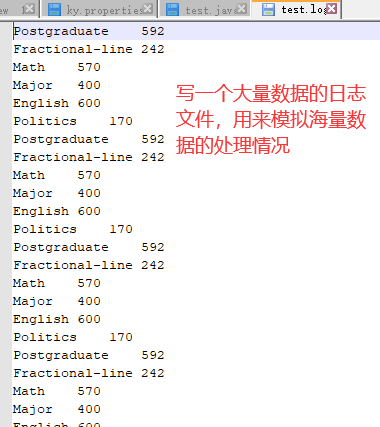 ew 1
ky.properties
test.java
test.log
Postgraduate 592
Fractional-line 242
Math 570
Major 400
English 600
Politics 170
Postgraduate 592
Fractional-line 242
Math 570
Major 400
English 600
Politics 170
Postgraduate 592
Fractional-line 242
Math 570
Major 400
English 600
Politics 170
Postgraduate 592
Fractional-line 242
Math 570
Major 400
English 600
写一个大量数据的日志
文件，用来模拟海量数
据的处理情况